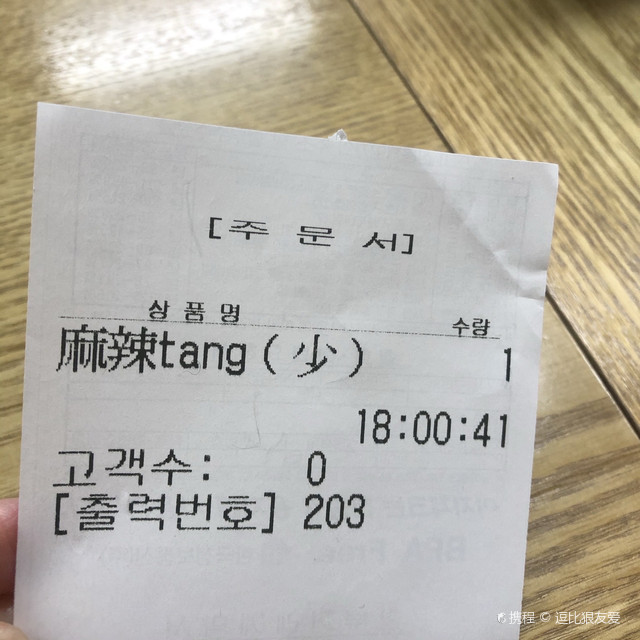 [주 문 서]
상 품 명 수량
麻辣tang(少) 1
18:00:41
고객수: 0
[출력번호] 203
携程 © 逗比狠友爱